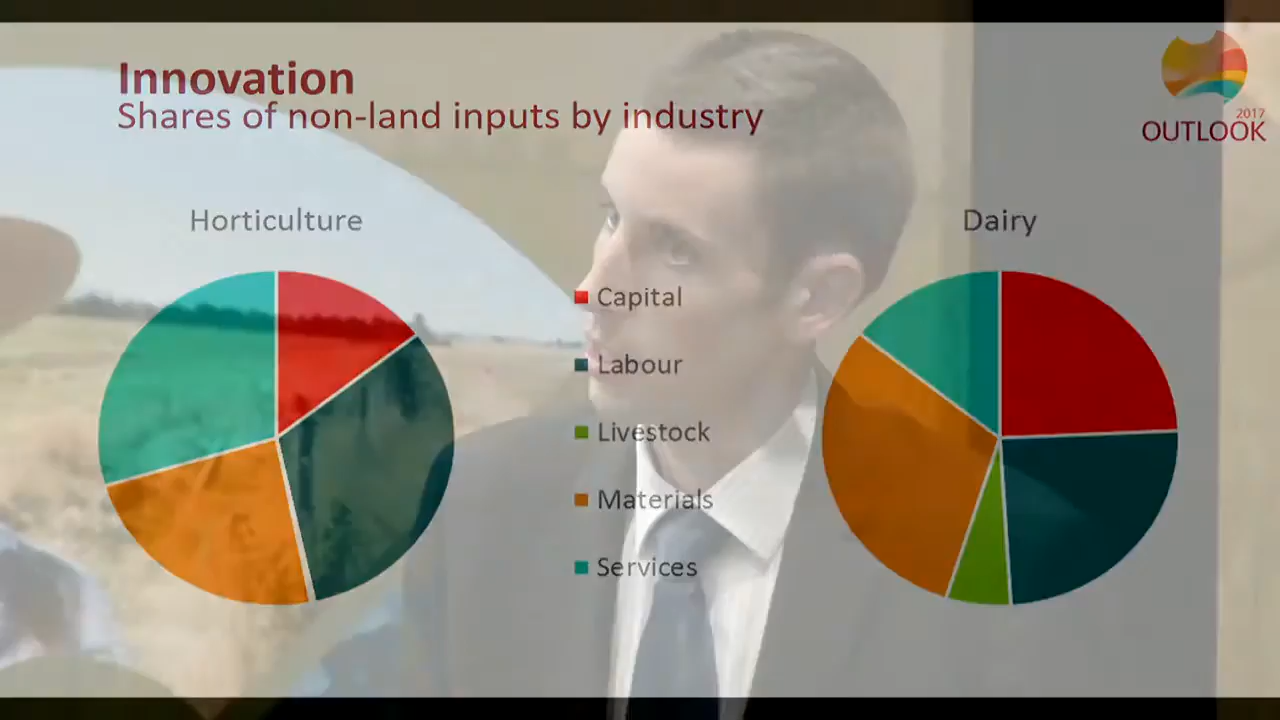 Innovation
Shares of non-land inputs by industry
2017
OUTLOOK
Horticulture
Dairy
Capital
Labour
Livestock
Materials
Services